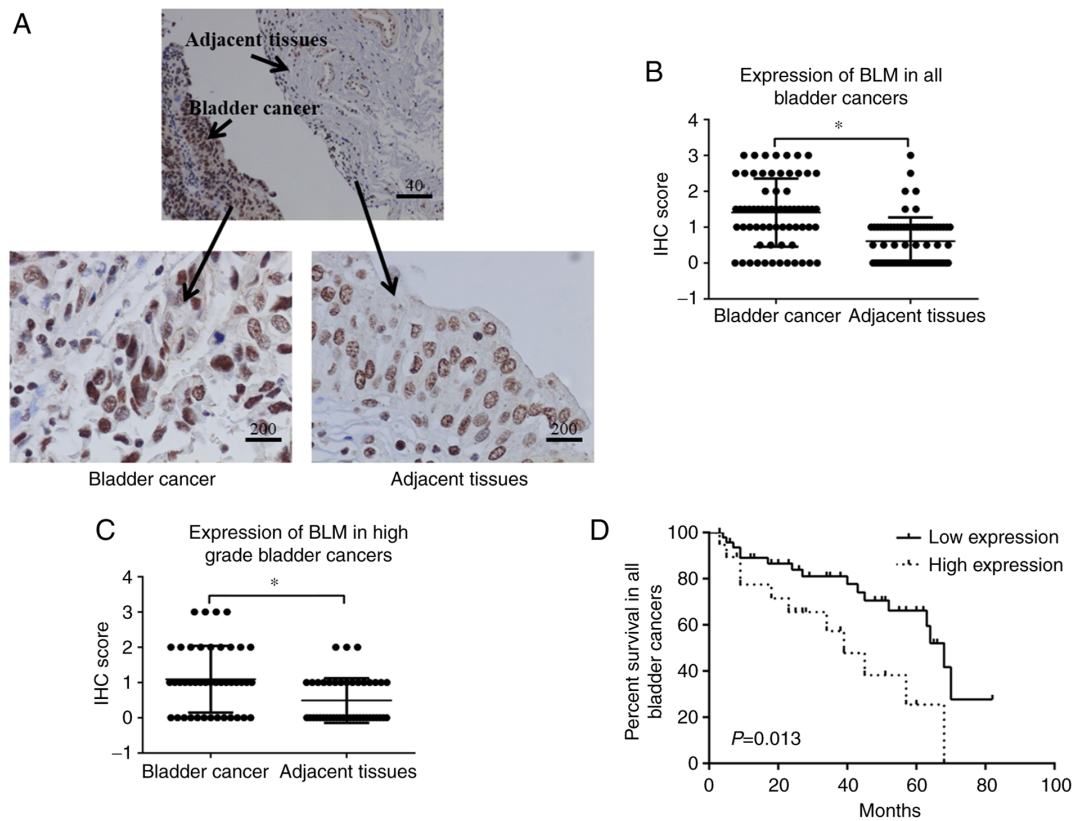 A
Adjacent tissues
Bladder cancer
40
200
200
Bladder cancer
Adjacent tissues
B
Expression of BLM in all
bladder cancers
*
IHC score
4
3
2
1
0
−1
Bladder cancer
Adjacent tissues
C
Expression of BLM in high
grade bladder cancers
*
IHC score
4
3
2
1
0
−1
Bladder cancer
Adjacent tissues
D
Percent survival in all
bladder cancers
100
80
60
40
20
0
Low expression
High expression
P=0.013
0 20 40 60 80 100
Months